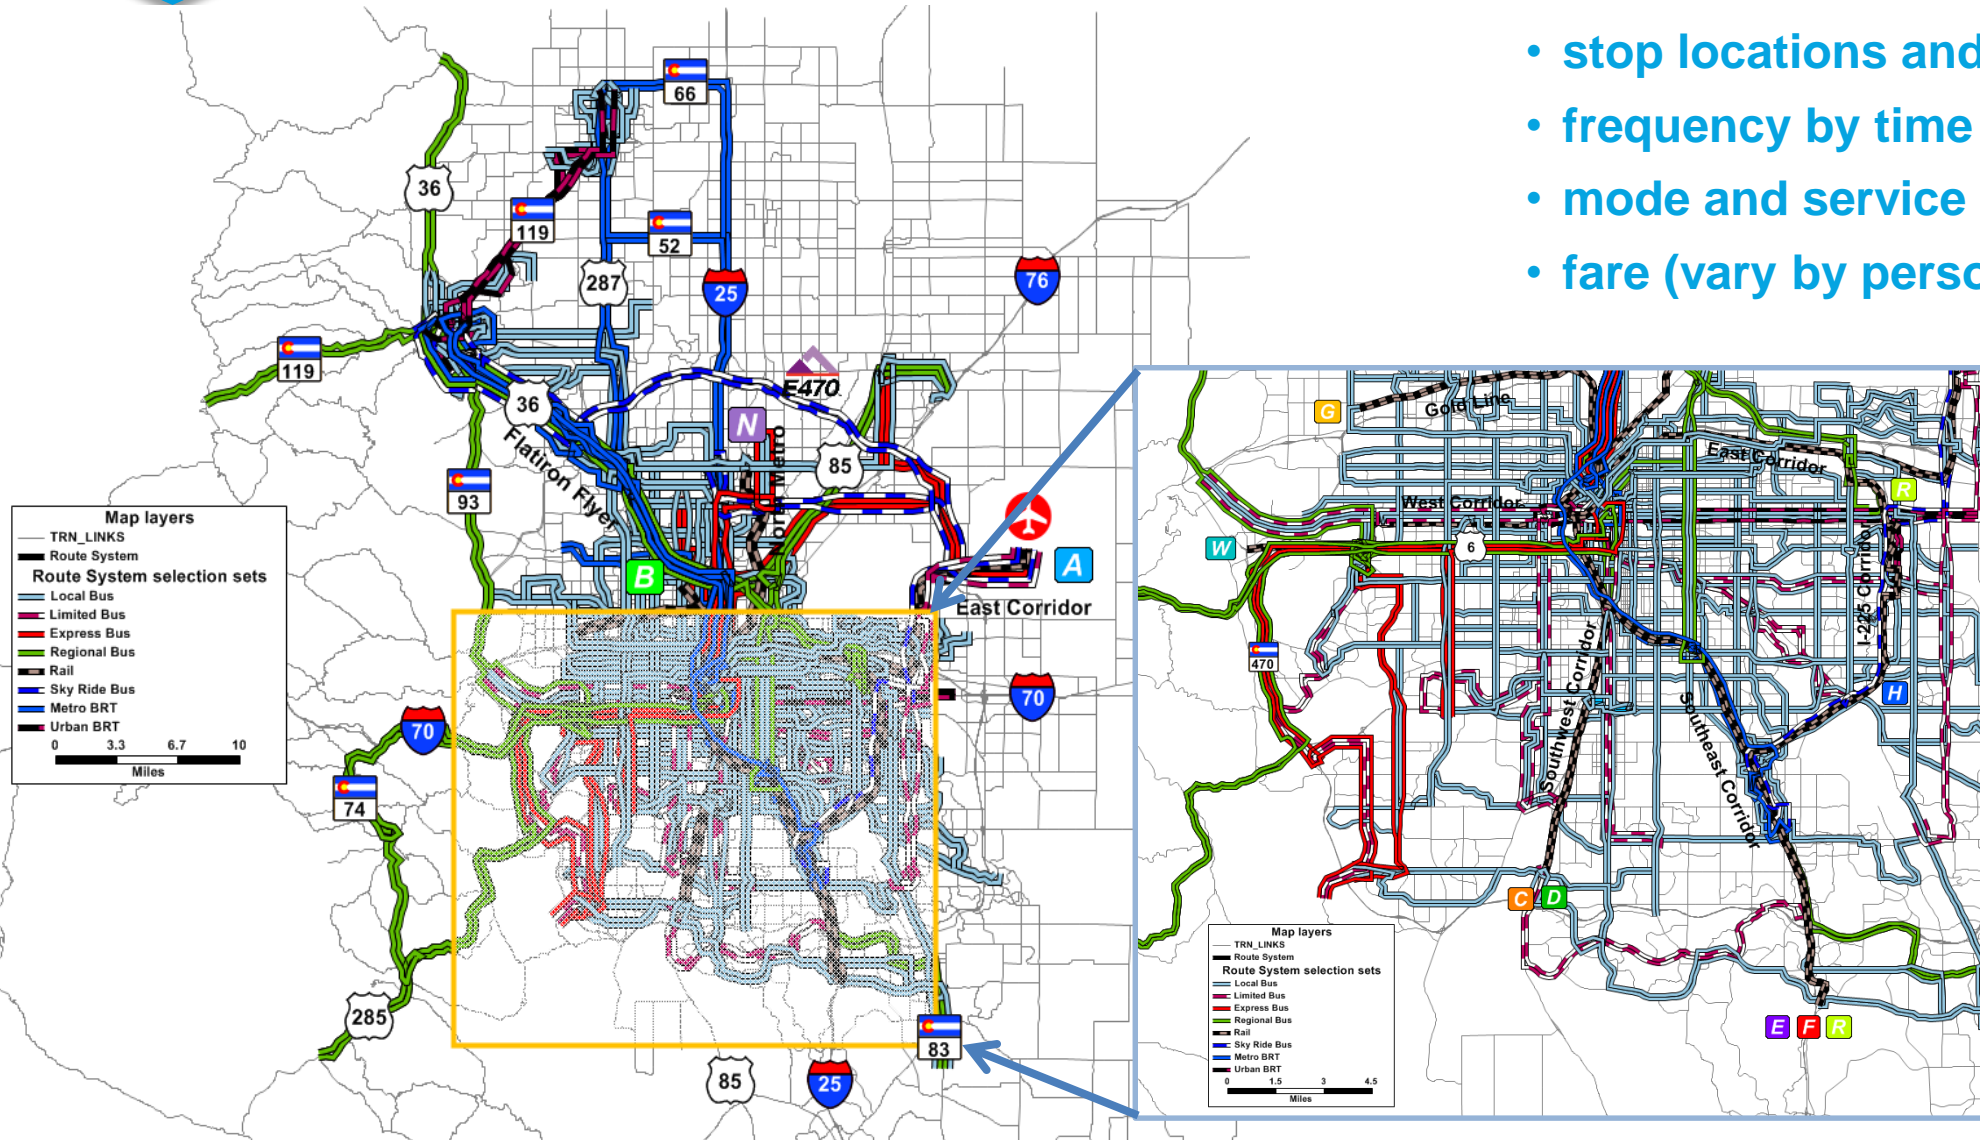 • stop locations and
• frequency by time
• mode and service
• fare (vary by perso
66
36
119
52
287
25
76
119
E470
36
N
Flatiron Flyer
85
North Metro
93
B
A
East Corridor
70
70
74
285
83
85
25
Map layers
TRN_LINKS
Route System
Route System selection sets
Local Bus
Limited Bus
Express Bus
Regional Bus
Rail
Sky Ride Bus
Metro BRT
Urban BRT
0 3.3 6.7 10
Miles
G
Gold Line
East Corridor
R
West Corridor
W
6
I-225 Corridor
470
Southwest Corridor
H
Southeast Corridor
C D
E F R
Map layers
TRN_LINKS
Route System
Route System selection sets
Local Bus
Limited Bus
Express Bus
Regional Bus
Rail
Sky Ride Bus
Metro BRT
Urban BRT
0 1.5 3 4.5
Miles